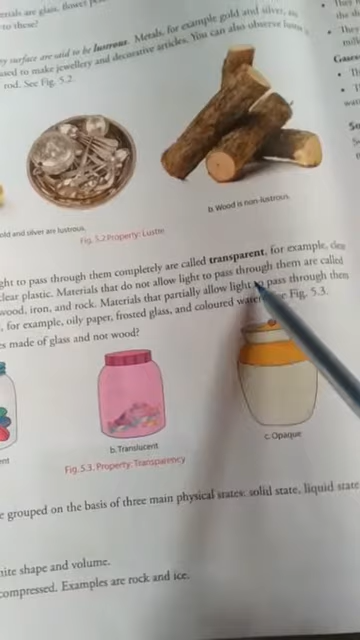 erials are glass,
to these?
y surface are said to be lustrous. Metals, for example, gold and silver, are
sed to make jewellery and decorative articles. You can also observe
rod. See Fig. 5.2.
old and silver are lustrous.
b. Wood is non-lustrous.
Fig. 5.2 Property: Lustre
ght to pass through them completely are called transparent, for example, clear
clear plastic. Materials that do not allow light to pass through them are called
wood, iron, and rock. Materials that partially allow light to pass through them
, for example, oily paper, frosted glass, and coloured water. See Fig. 5.3.
es made of glass and not wood?
ent
b. Translucent
c. Opaque
Fig. 5.3. Property: Transparency
e grouped on the basis of three main physical states: solid state, liquid state
nite shape and volume.
compressed. Examples are rock and ice.
They
the sh
They
Gase